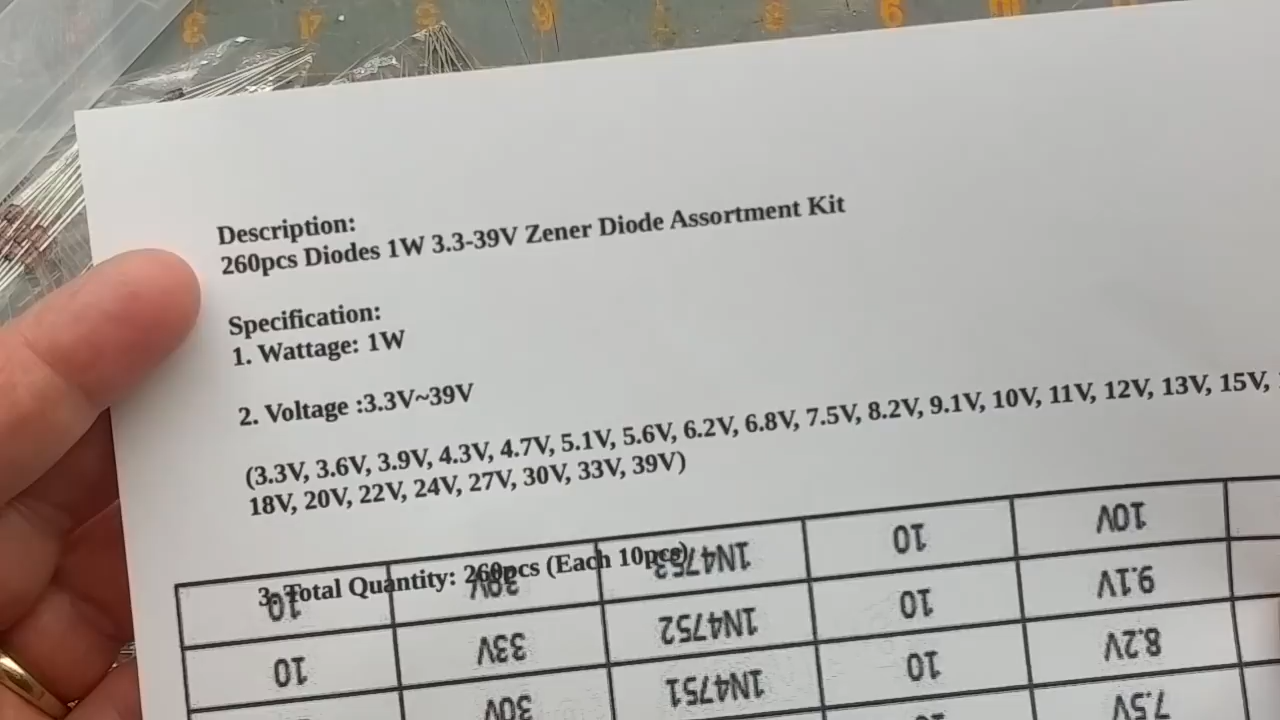 Description:
260pcs Diodes 1W 3.3-39V Zener Diode Assortment Kit
Specification:
1. Wattage: 1W
2. Voltage :3.3V~39V
(3.3V, 3.6V, 3.9V, 4.3V, 4.7V, 5.1V, 5.6V, 6.2V, 6.8V, 7.5V, 8.2V, 9.1V, 10V, 11V, 12V, 13V, 15V,
18V, 20V, 22V, 24V, 27V, 30V, 33V, 39V)
3. Total Quantity: 260pcs (Each 10pcs)
10 39V 1N4753 10 10V
10 33V 1N4752 10 9.1V
30V 1N4751 10 8.2V
7.5V